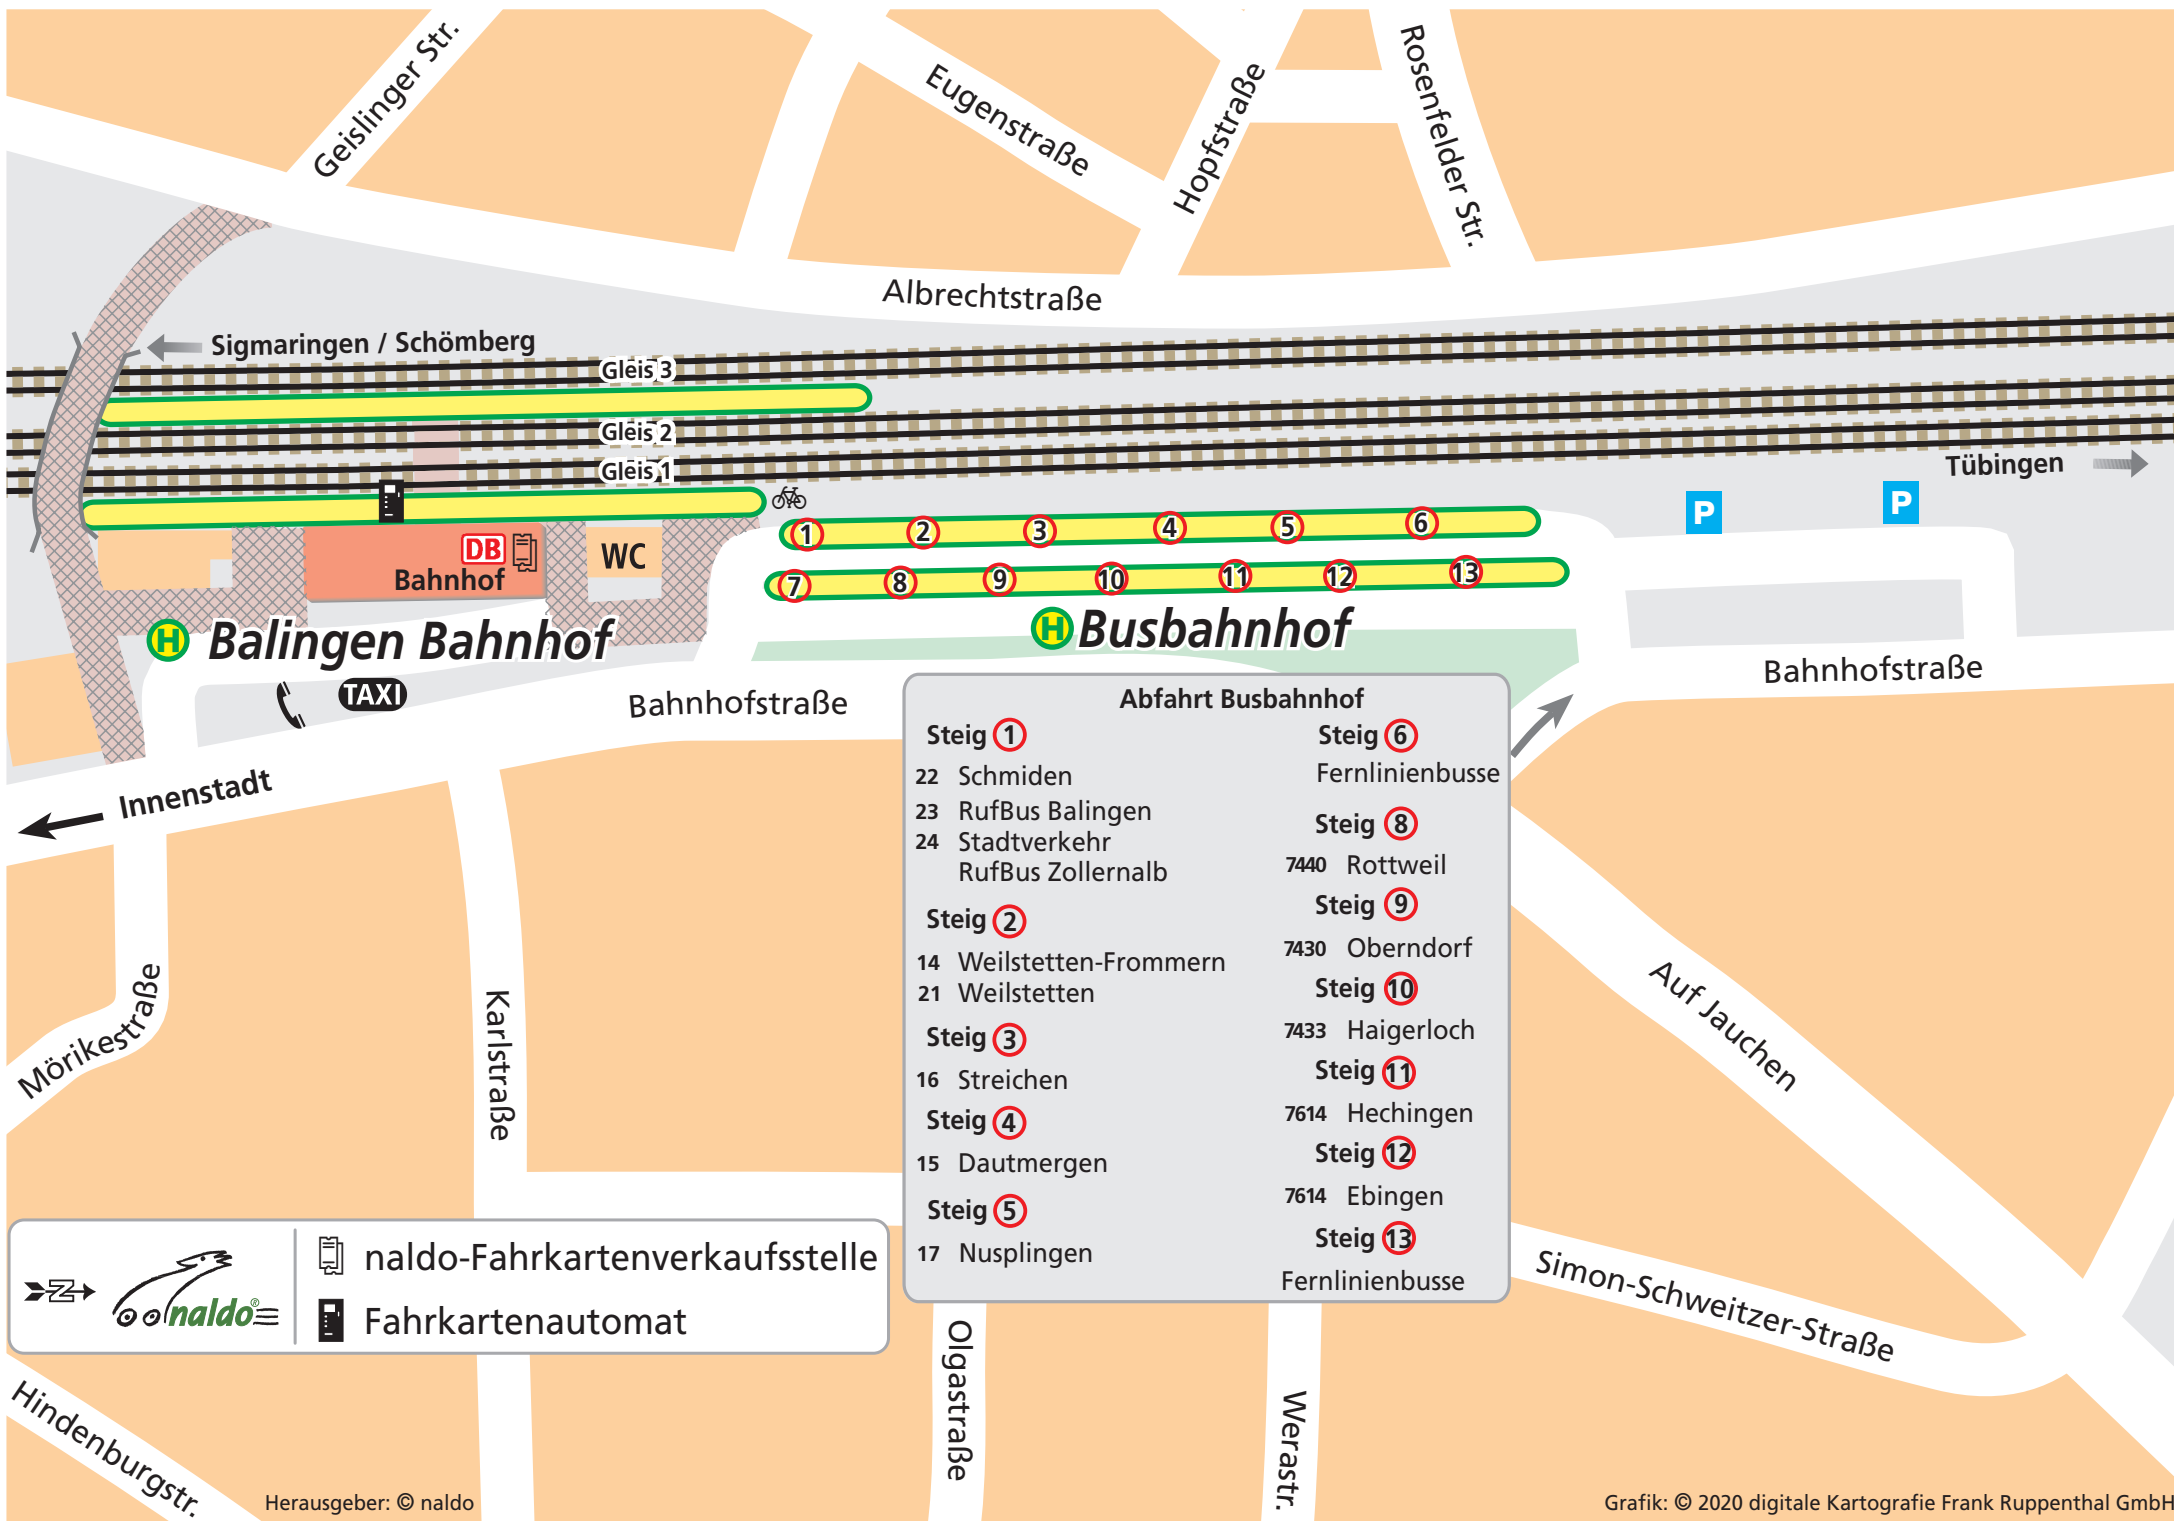 Geislinger Str.
Eugenstraße
Hopfstraße
Rosenfelder Str.
Albrechtstraße
Sigmaringen / Schömberg
Gleis 3
Gleis 2
Gleis 1
Tübingen
P
P
1
2
3
4
5
6
7
8
9
10
11
12
13
DB
Bahnhof
WC
H Balingen Bahnhof
H Busbahnhof
TAXI
Bahnhofstraße
Bahnhofstraße
Innenstadt
Abfahrt Busbahnhof
Steig 1
22 Schmiden
23 RufBus Balingen
24 Stadtverkehr
RufBus Zollernalb
Steig 2
14 Weilstetten-Frommern
21 Weilstetten
Steig 3
16 Streichen
Steig 4
15 Dautmergen
Steig 5
17 Nusplingen
Steig 6
Fernlinienbusse
Steig 8
7440 Rottweil
Steig 9
7430 Oberndorf
Steig 10
7433 Haigerloch
Steig 11
7614 Hechingen
Steig 12
7614 Ebingen
Steig 13
Fernlinienbusse
Mörikestraße
Karlstraße
Auf Jauchen
Simon-Schweitzer-Straße
Olgastraße
Werastr.
Hindenburgstr.
N
naldo®
naldo-Fahrkartenverkaufsstelle
Fahrkartenautomat
Herausgeber: © naldo
Grafik: © 2020 digitale Kartografie Frank Ruppenthal GmbH